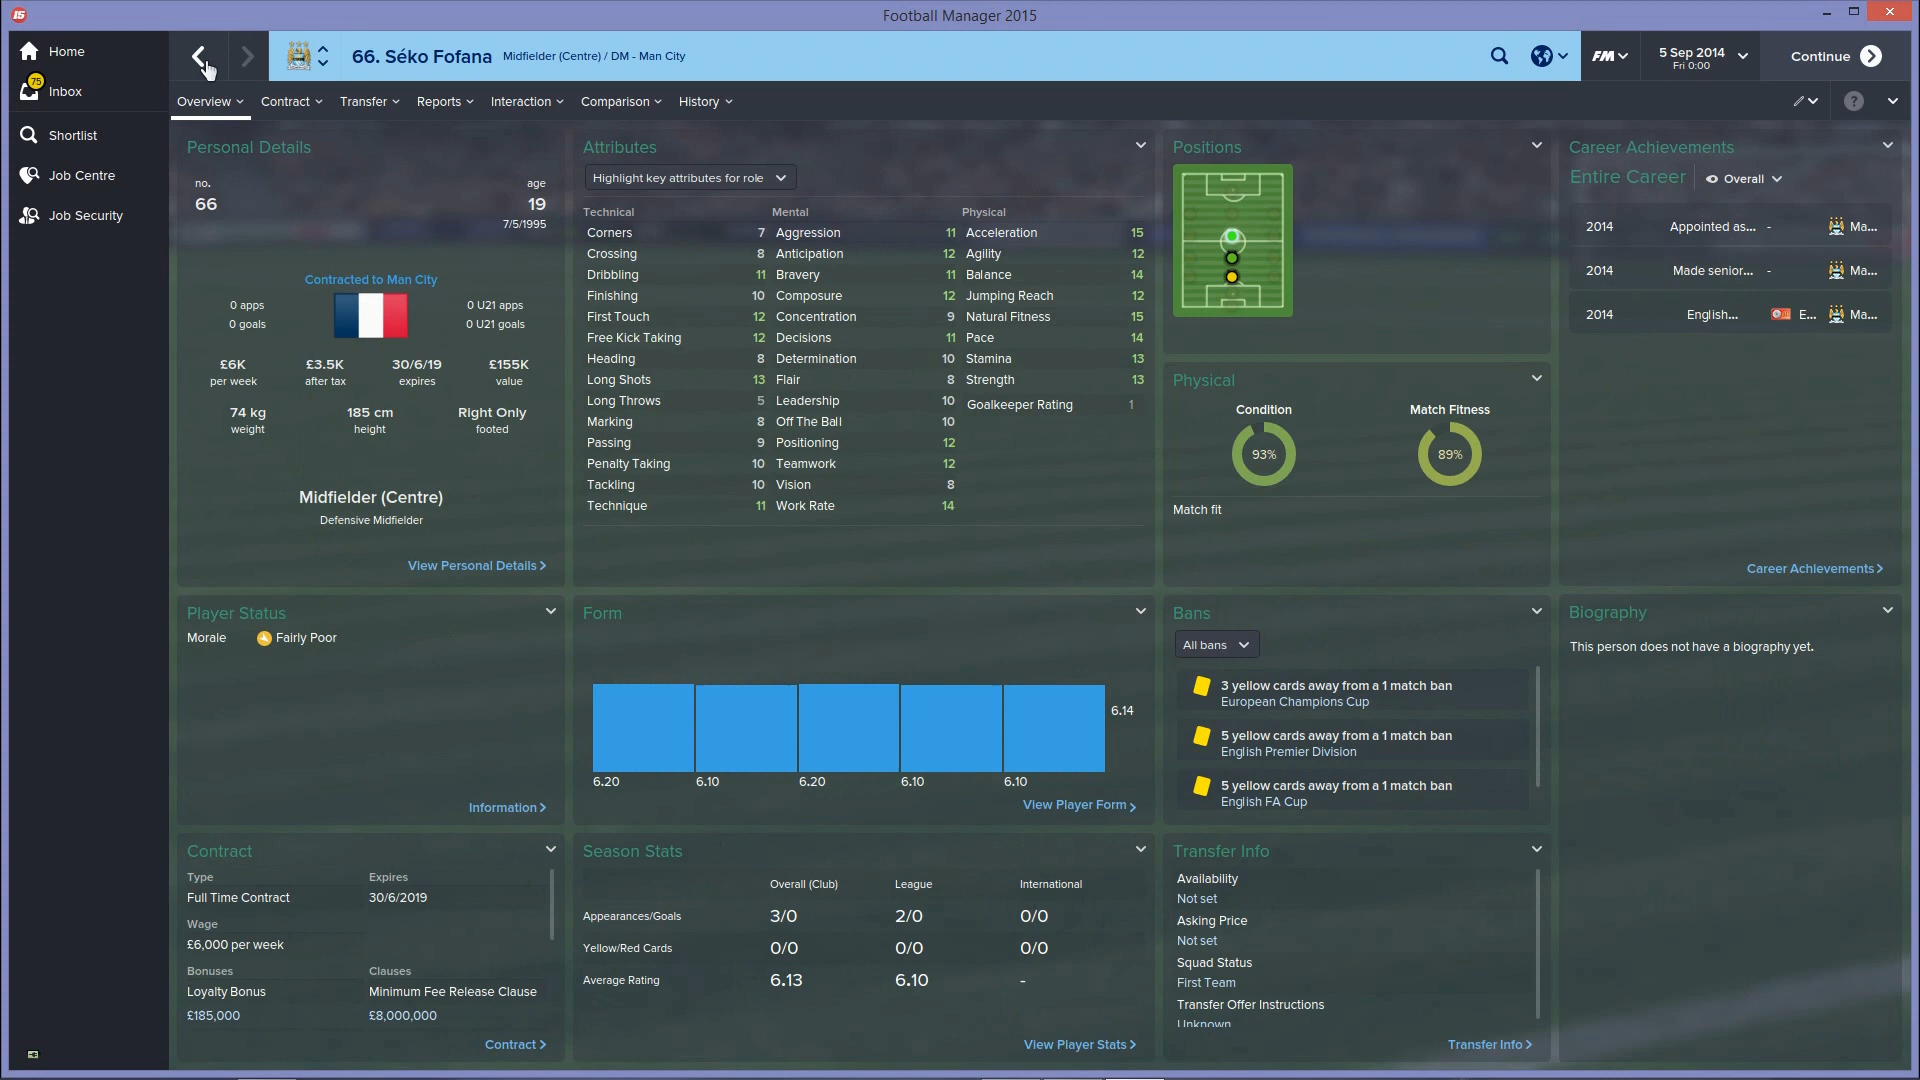 Football Manager 2015
Home
75
Inbox
Shortlist
Job Centre
Job Security
66. Séko Fofana Midfielder (Centre) / DM - Man City
FM
5 Sep 2014
Fri 0:00
Continue
Overview Contract Transfer Reports Interaction Comparison History
?
Personal Details
no. age
66 19
7/5/1995
Contracted to Man City
0 apps 0 U21 apps
0 goals 0 U21 goals
£6K £3.5K 30/6/19 £155K
per week after tax expires value
74 kg 185 cm Right Only
weight height footed
Midfielder (Centre)
Defensive Midfielder
View Personal Details
Attributes
Highlight key attributes for role
Technical Mental Physical
Corners 7 Aggression 11 Acceleration 15
Crossing 8 Anticipation 12 Agility 12
Dribbling 11 Bravery 11 Balance 14
Finishing 10 Composure 12 Jumping Reach 12
First Touch 12 Concentration 9 Natural Fitness 15
Free Kick Taking 12 Decisions 11 Pace 14
Heading 8 Determination 10 Stamina 13
Long Shots 13 Flair 8 Strength 13
Long Throws 5 Leadership 10 Goalkeeper Rating 1
Marking 8 Off The Ball 10
Passing 9 Positioning 12
Penalty Taking 10 Teamwork 12
Tackling 10 Vision 8
Technique 11 Work Rate 14
Positions
Physical
Condition Match Fitness
93% 89%
Match fit
Career Achievements
Entire Career Overall
2014 Appointed as... - Ma...
2014 Made senior... - Ma...
2014 English... E... Ma...
Career Achievements
Player Status
Morale Fairly Poor
Information
Form
6.14
6.20 6.10 6.20 6.10 6.10
View Player Form
Bans
All bans
3 yellow cards away from a 1 match ban
European Champions Cup
5 yellow cards away from a 1 match ban
English Premier Division
5 yellow cards away from a 1 match ban
English FA Cup
Biography
This person does not have a biography yet.
Contract
Type Expires
Full Time Contract 30/6/2019
Wage
£6,000 per week
Bonuses Clauses
Loyalty Bonus Minimum Fee Release Clause
£185,000 £8,000,000
Contract
Season Stats
Overall (Club) League International
Appearances/Goals 3/0 2/0 0/0
Yellow/Red Cards 0/0 0/0 0/0
Average Rating 6.13 6.10 -
View Player Stats
Transfer Info
Availability
Not set
Asking Price
Not set
Squad Status
First Team
Transfer Offer Instructions
Unknown
Transfer Info